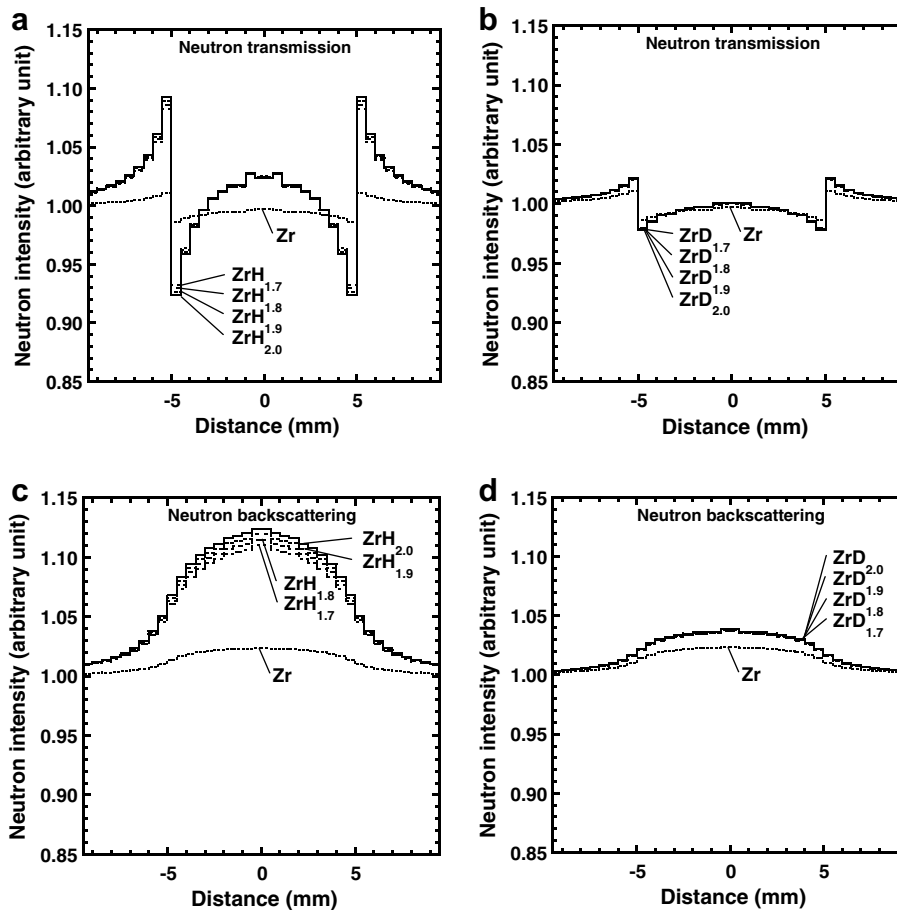 a
Neutron transmission
1.15
1.10
1.05
1.00
0.95
0.90
0.85
Neutron intensity (arbitrary unit)
Zr
ZrH1.7
ZrH1.8
ZrH1.9
ZrH2.0
-5 0 5
Distance (mm)
b
Neutron transmission
1.15
1.10
1.05
1.00
0.95
0.90
0.85
Neutron intensity (arbitrary unit)
Zr
ZrD1.7
ZrD1.8
ZrD1.9
ZrD2.0
-5 0 5
Distance (mm)
c
Neutron backscattering
1.15
1.10
1.05
1.00
0.95
0.90
0.85
Neutron intensity (arbitrary unit)
ZrH2.0
ZrH1.9
ZrH1.8
ZrH1.7
Zr
-5 0 5
Distance (mm)
d
Neutron backscattering
1.15
1.10
1.05
1.00
0.95
0.90
0.85
Neutron intensity (arbitrary unit)
ZrD2.0
ZrD1.9
ZrD1.8
ZrD1.7
Zr
-5 0 5
Distance (mm)